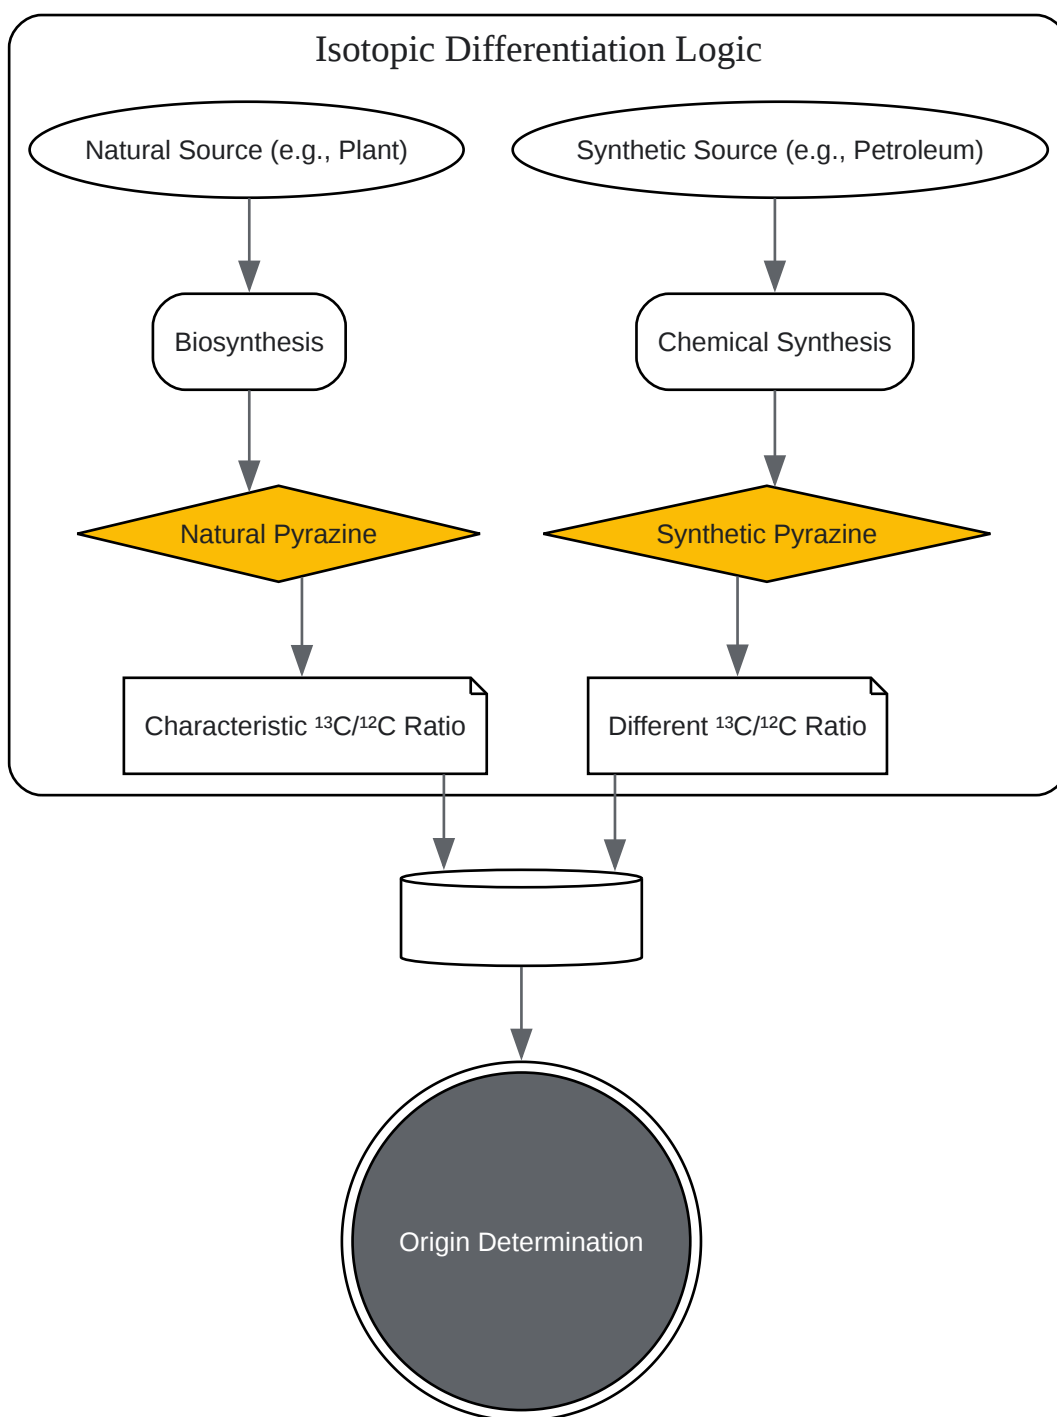 Isotopic Differentiation Logic
Natural Source (e.g., Plant)
Synthetic Source (e.g., Petroleum)
Biosynthesis
Chemical Synthesis
Natural Pyrazine
Synthetic Pyrazine
Characteristic ¹³C/¹²C Ratio
Different ¹³C/¹²C Ratio
Origin Determination